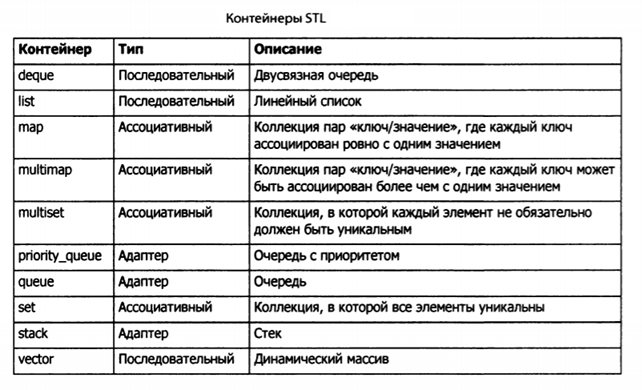 Контейнеры STL
Контейнер Тип Описание
deque Последовательный Двусвязная очередь
list Последовательный Линейный список
map Ассоциативный Коллекция пар «ключ/значение», где каждый ключ
ассоциирован ровно с одним значением
multimap Ассоциативный Коллекция пар «ключ/значение», где каждый ключ может
быть ассоциирован более чем с одним значением
multiset Ассоциативный Коллекция, в которой каждый элемент не обязательно
должен быть уникальным
priority_queue Адаптер Очередь с приоритетом
queue Адаптер Очередь
set Ассоциативный Коллекция, в которой все элементы уникальны
stack Адаптер Стек
vector Последовательный Динамический массив